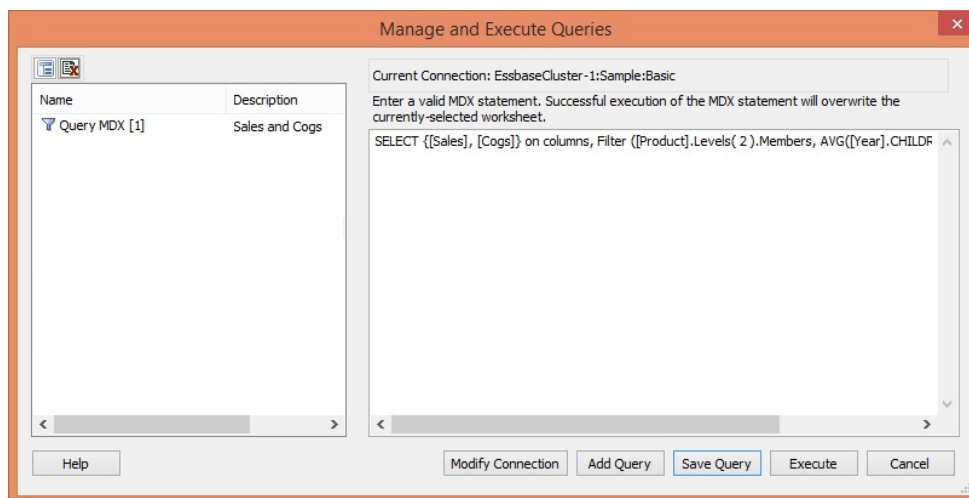 Manage and Execute Queries
Name Description
Query MDX [1] Sales and Cogs
Current Connection: EssbaseCluster-1:Sample:Basic
Enter a valid MDX statement. Successful execution of the MDX statement will overwrite the
currently-selected worksheet.
SELECT {[Sales], [Cogs]} on columns, Filter ([Product].Levels( 2 ).Members, AVG([Year].CHILDR
Help Modify Connection Add Query Save Query Execute Cancel